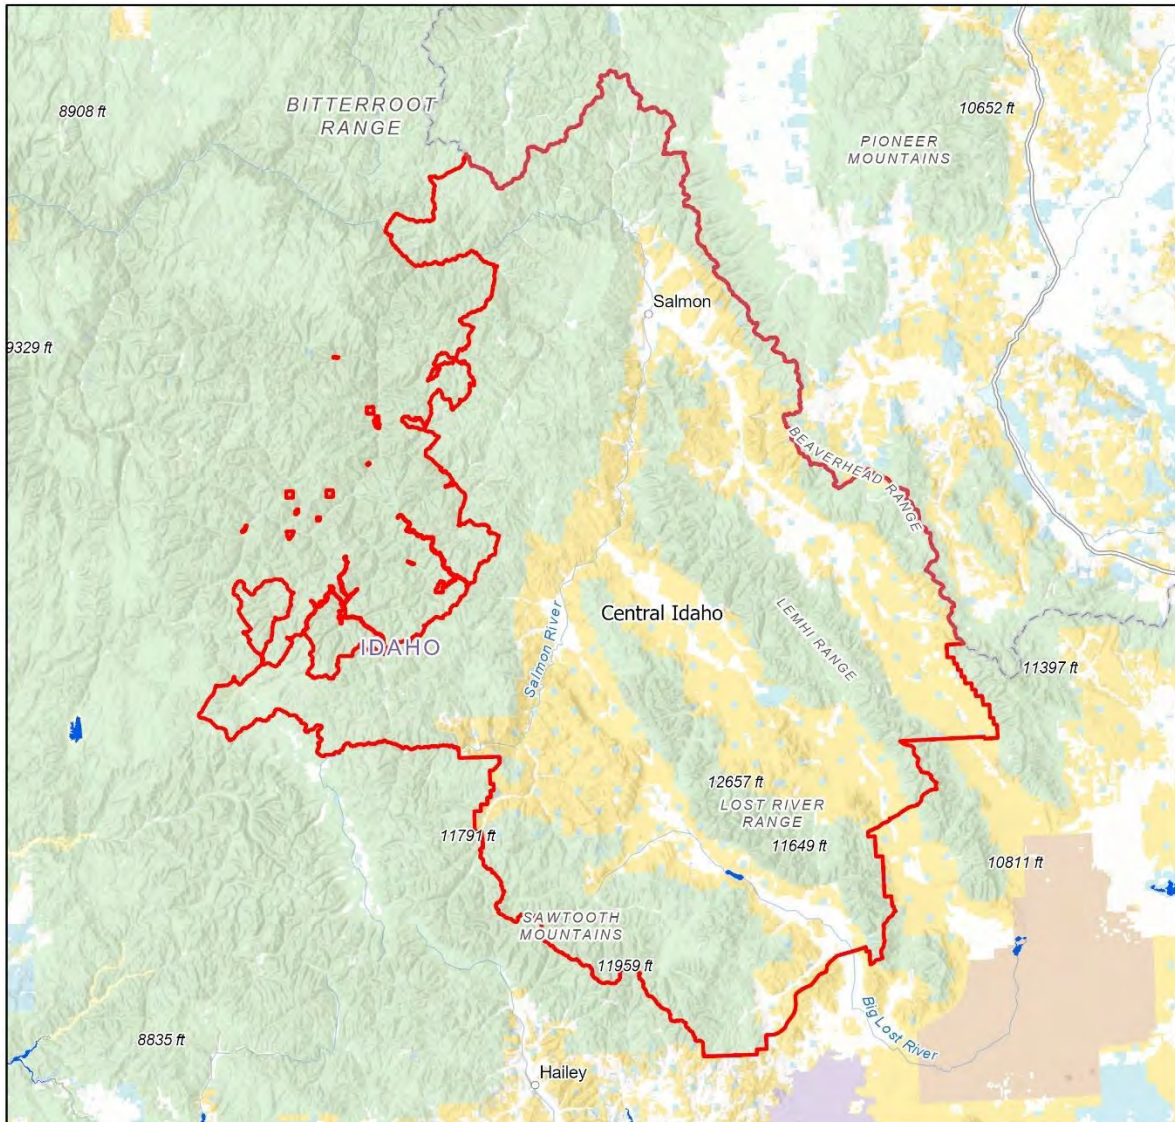 BITTERROOT
RANGE
8908 ft
10652 ft
PIONEER
MOUNTAINS
Salmon
9329 ft
BEAVERHEAD RANGE
Central Idaho
Salmon River
IDAHO
LEMHI RANGE
11397 ft
12657 ft
LOST RIVER
RANGE
11791 ft
11649 ft
10811 ft
SAWTOOTH
MOUNTAINS
11959 ft
Big Lost River
8835 ft
Hailey